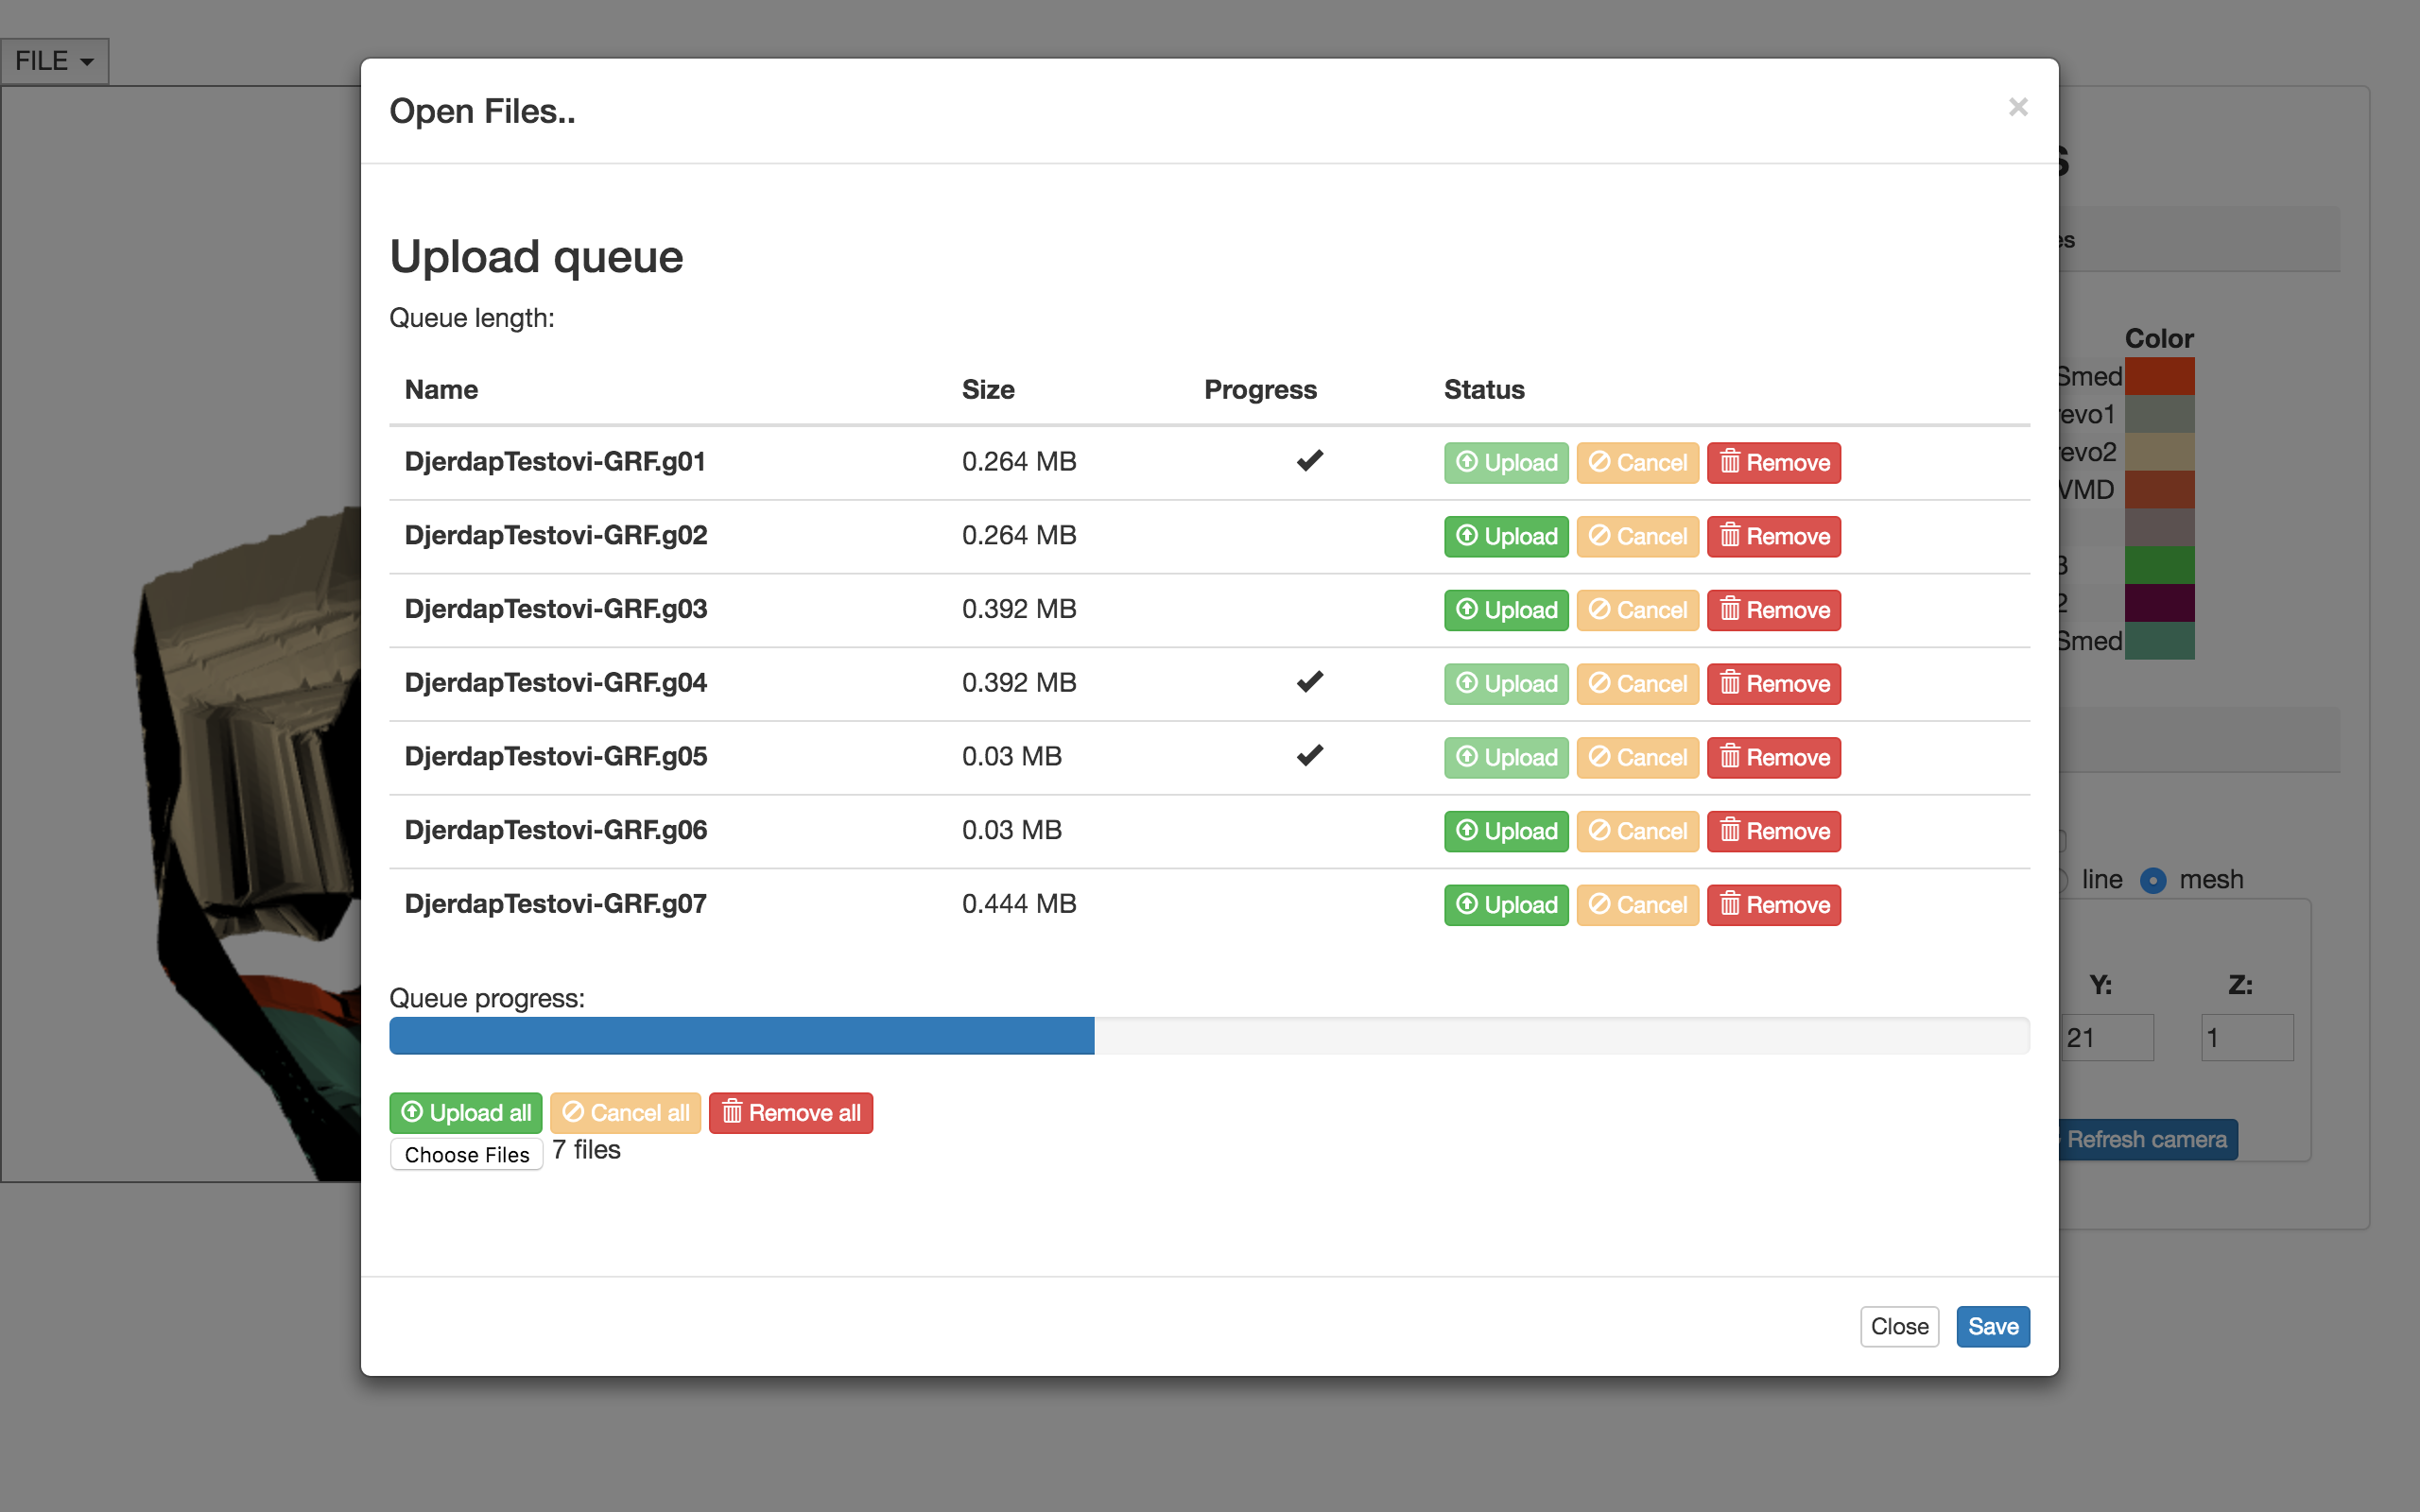 FILE
Open Files..
×
Upload queue
Queue length:
Name Size Progress Status
DjerdapTestovi-GRF.g01 0.264 MB Upload Cancel Remove
DjerdapTestovi-GRF.g02 0.264 MB Upload Cancel Remove
DjerdapTestovi-GRF.g03 0.392 MB Upload Cancel Remove
DjerdapTestovi-GRF.g04 0.392 MB Upload Cancel Remove
DjerdapTestovi-GRF.g05 0.03 MB Upload Cancel Remove
DjerdapTestovi-GRF.g06 0.03 MB Upload Cancel Remove
DjerdapTestovi-GRF.g07 0.444 MB Upload Cancel Remove
Queue progress:
Upload all Cancel all Remove all
Choose Files 7 files
Close Save
Color
Smed
revo1
revo2
VMD
3
2
Smed
line mesh
Y: Z:
21 1
Refresh camera